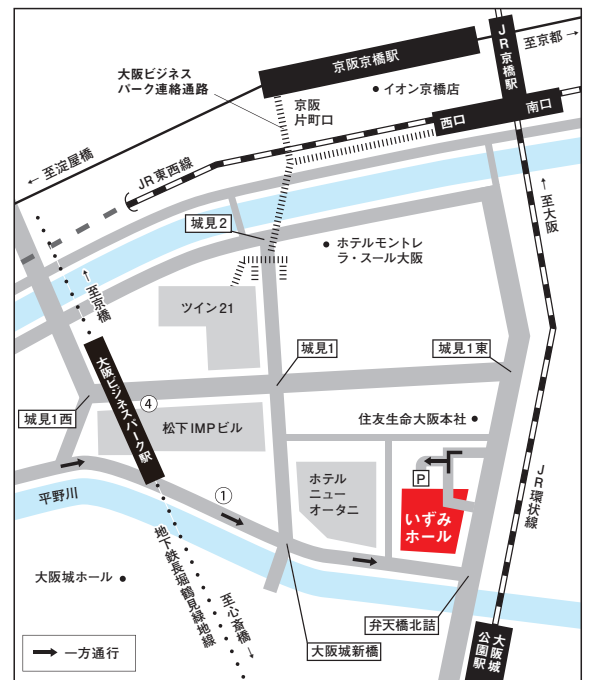 京阪京橋駅
JR京橋駅
至京都→
大阪ビジネス
パーク連絡通路
京阪
片町口
イオン京橋店
西口
南口
←至淀屋橋
JR東西線
←至大阪
城見2
ホテルモントレ
ラ・スール大阪
←至京橋
ツイン21
城見1
城見1東
大阪ビジネスパーク駅
④
城見1西
松下IMPビル
住友生命大阪本社
P
ホテル
ニュー
オータニ
いずみ
ホール
JR環状線
平野川
①
地下鉄長堀鶴見緑地線
至心斎橋→
大阪城ホール
弁天橋北詰
大阪城新橋
大阪城
公園駅
一方通行